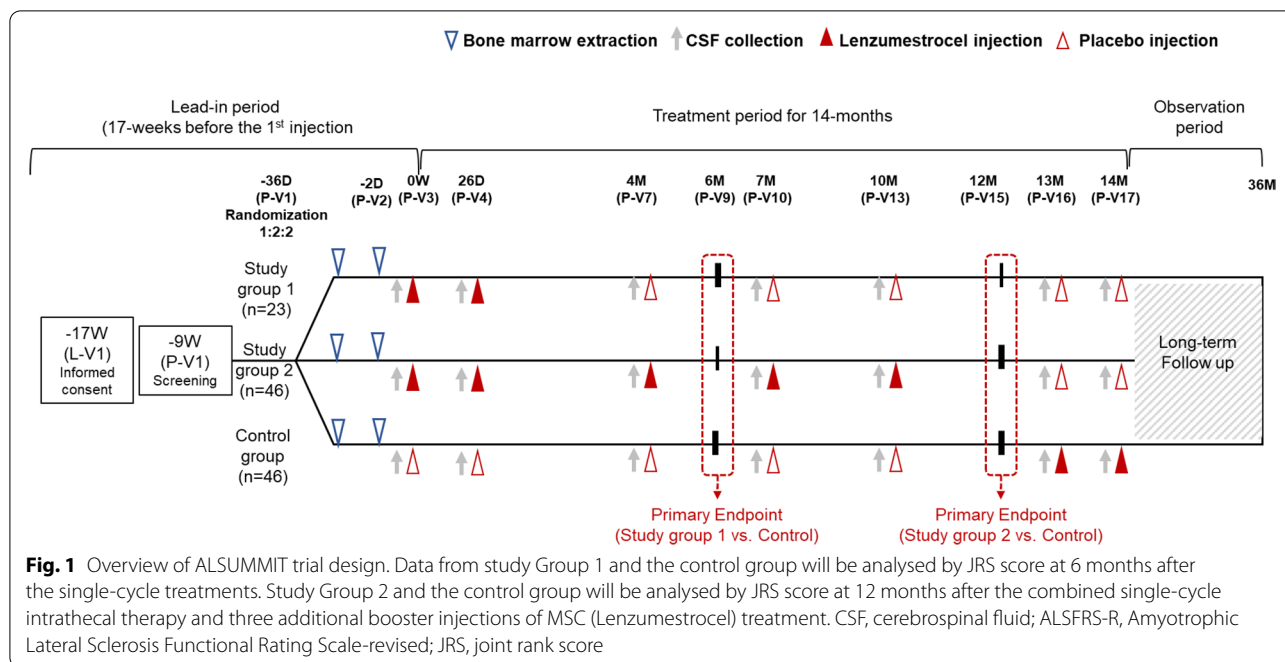 Bone marrow extraction CSF collection Lenzumestrocel injection Placebo injection
Lead-in period
(17-weeks before the 1st injection
Treatment period for 14-months
Observation
period
-36D
(P-V1)
Randomization
1:2:2
-2D
(P-V2)
0W
(P-V3)
26D
(P-V4)
4M
(P-V7)
6M
(P-V9)
7M
(P-V10)
10M
(P-V13)
12M
(P-V15)
13M
(P-V16)
14M
(P-V17)
36M
Study
group 1
(n=23)
-17W
(L-V1)
Informed
consent
-9W
(P-V1)
Screening
Study
group 2
(n=46)
Control
group
(n=46)
Long-term
Follow up
Primary Endpoint
(Study group 1 vs. Control)
Primary Endpoint
(Study group 2 vs. Control)
Fig. 1 Overview of ALSUMMIT trial design. Data from study Group 1 and the control group will be analysed by JRS score at 6 months after
the single-cycle treatments. Study Group 2 and the control group will be analysed by JRS score at 12 months after the combined single-cycle
intrathecal therapy and three additional booster injections of MSC (Lenzumestrocel) treatment. CSF, cerebrospinal fluid; ALSFRS-R, Amyotrophic
Lateral Sclerosis Functional Rating Scale-revised; JRS, joint rank score